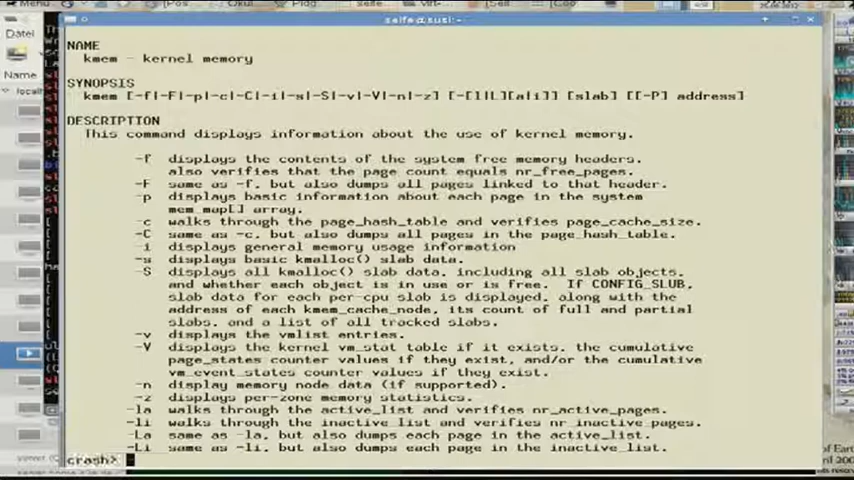 Menu
seife@susi:~
Datei
Name
NAME
kmem - kernel memory
SYNOPSIS
kmem [-f|-F|-p|-c|-C|-i|-s|-S|-v|-V|-n|-z] [-[l|L][a|i]] [slab] [[-P] address]
DESCRIPTION
This command displays information about the use of kernel memory.
-f displays the contents of the system free memory headers.
also verifies that the page count equals nr_free_pages.
-F same as -f, but also dumps all pages linked to that header.
-p displays basic information about each page in the system
mem_map[] array.
-c walks through the page_hash_table and verifies page_cache_size.
-C same as -c, but also dumps all pages in the page_hash_table.
-i displays general memory usage information
-s displays basic kmalloc() slab data.
-S displays all kmalloc() slab data, including all slab objects,
and whether each object is in use or is free. If CONFIG_SLUB,
slab data for each per-cpu slab is displayed, along with the
address of each kmem_cache_node, its count of full and partial
slabs, and a list of all tracked slabs.
-v displays the vmlist entries.
-V displays the kernel vm_stat table if it exists, the cumulative
page_states counter values if they exist, and/or the cumulative
vm_event_states counter values if they exist.
-n display memory node data (if supported).
-z displays per-zone memory statistics.
-la walks through the active_list and verifies nr_active_pages.
-li walks through the inactive_list and verifies nr_inactive_pages.
-La same as -la, but also dumps each page in the active_list.
-Li same as -li, but also dumps each page in the inactive_list.
crash>
of Earth